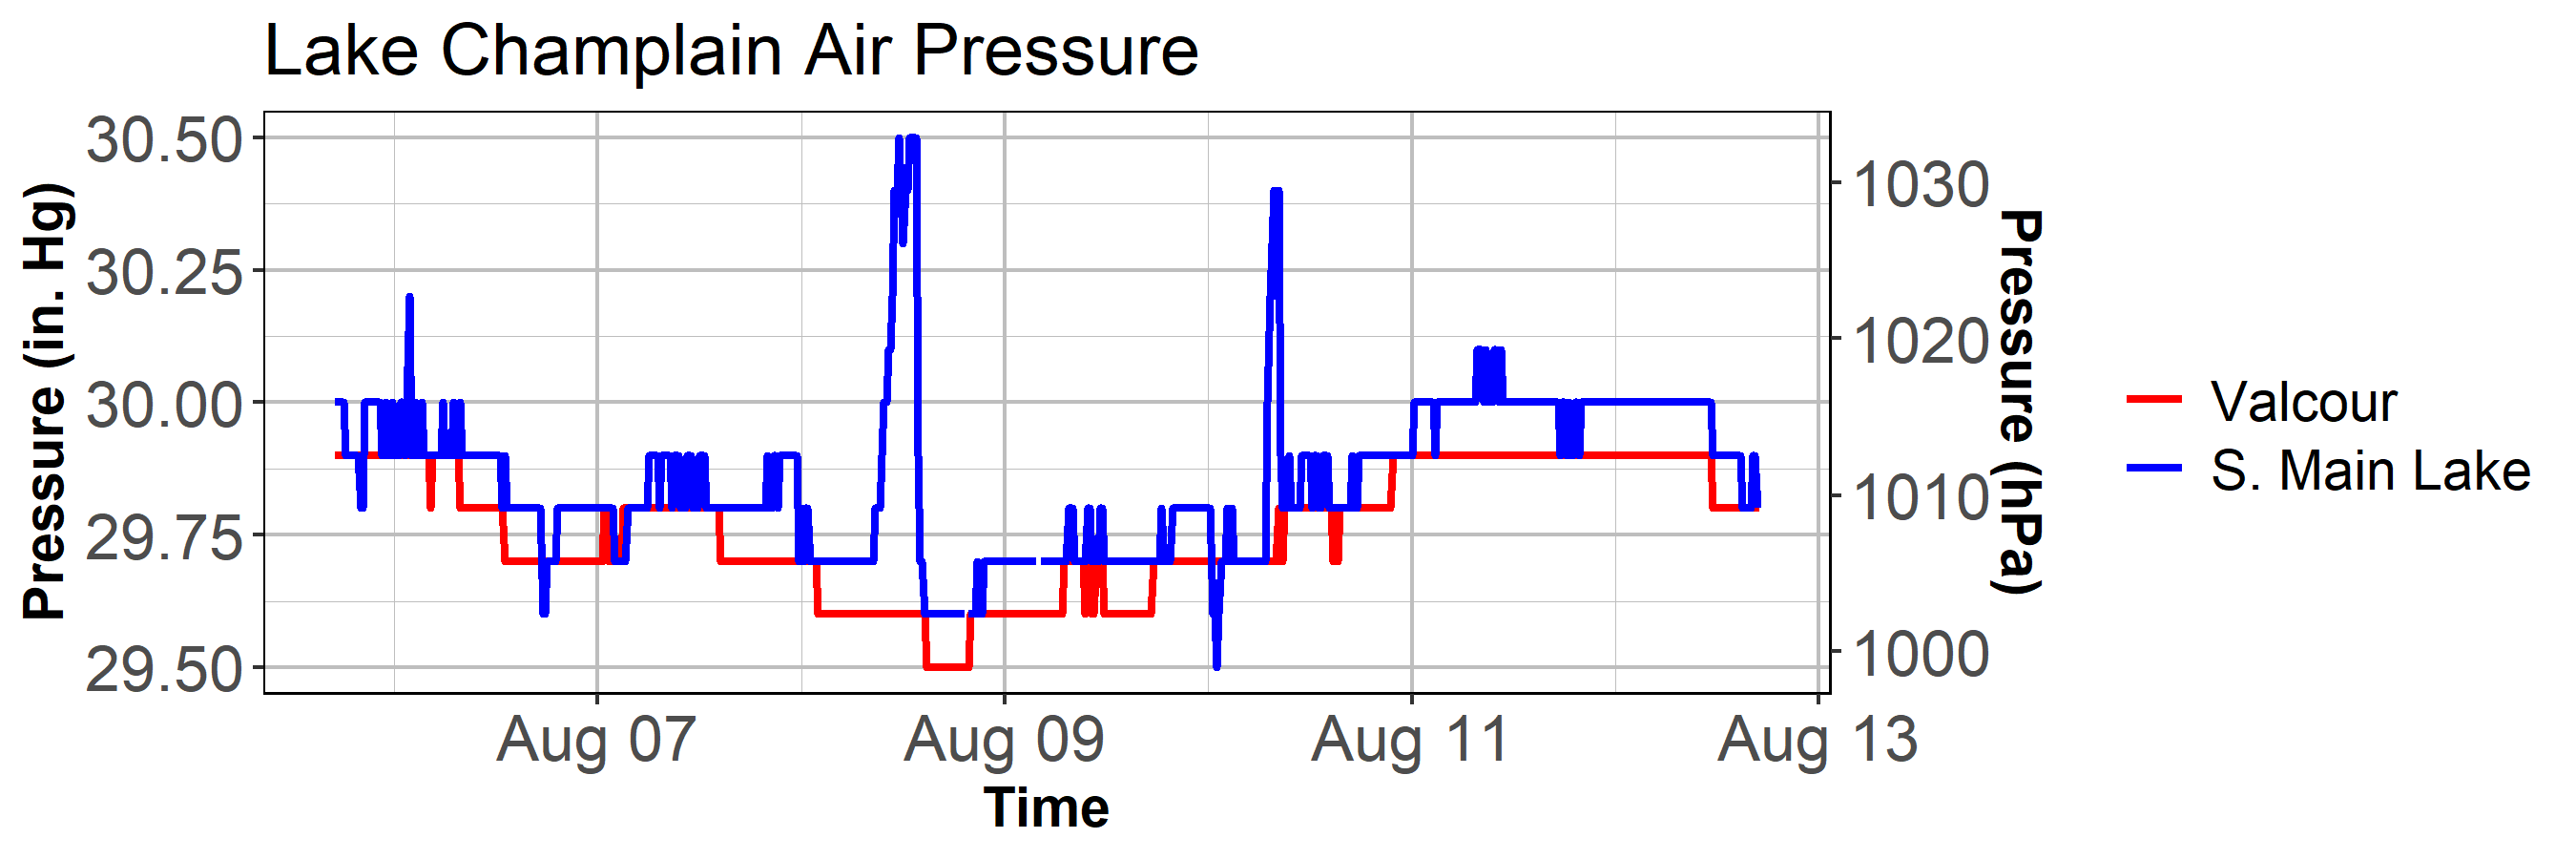 Lake Champlain Air Pressure
Pressure (in. Hg)
30.50
30.25
30.00
29.75
29.50
1030
1020
1010
1000
Pressure (hPa)
Valcour
S. Main Lake
Aug 07
Aug 09
Aug 11
Aug 13
Time